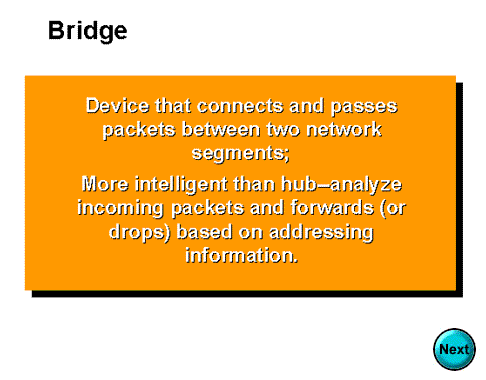 Bridge
Device that connects and passes
packets between two network
segments;
More intelligent than hub–analyze
incoming packets and forwards (or
drops) based on addressing
information.
Next